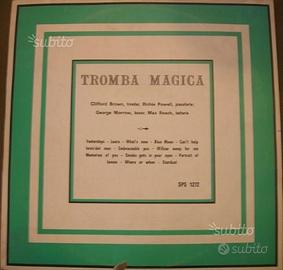 subito
TROMBA MAGICA
Clifford Brown, leader, Richie Powell, pianoforte;
George Morrow, basso; Max Roach, batteria
Yesterdays - Laura - What's new - Blue Moon - Can't help
lovin'dat man - Embraceable you - Willow weep for me
Memories of you - Smoke gets in your eyes - Portrait of
Jenny - Where or when - Stardust
SPS 1272
subito